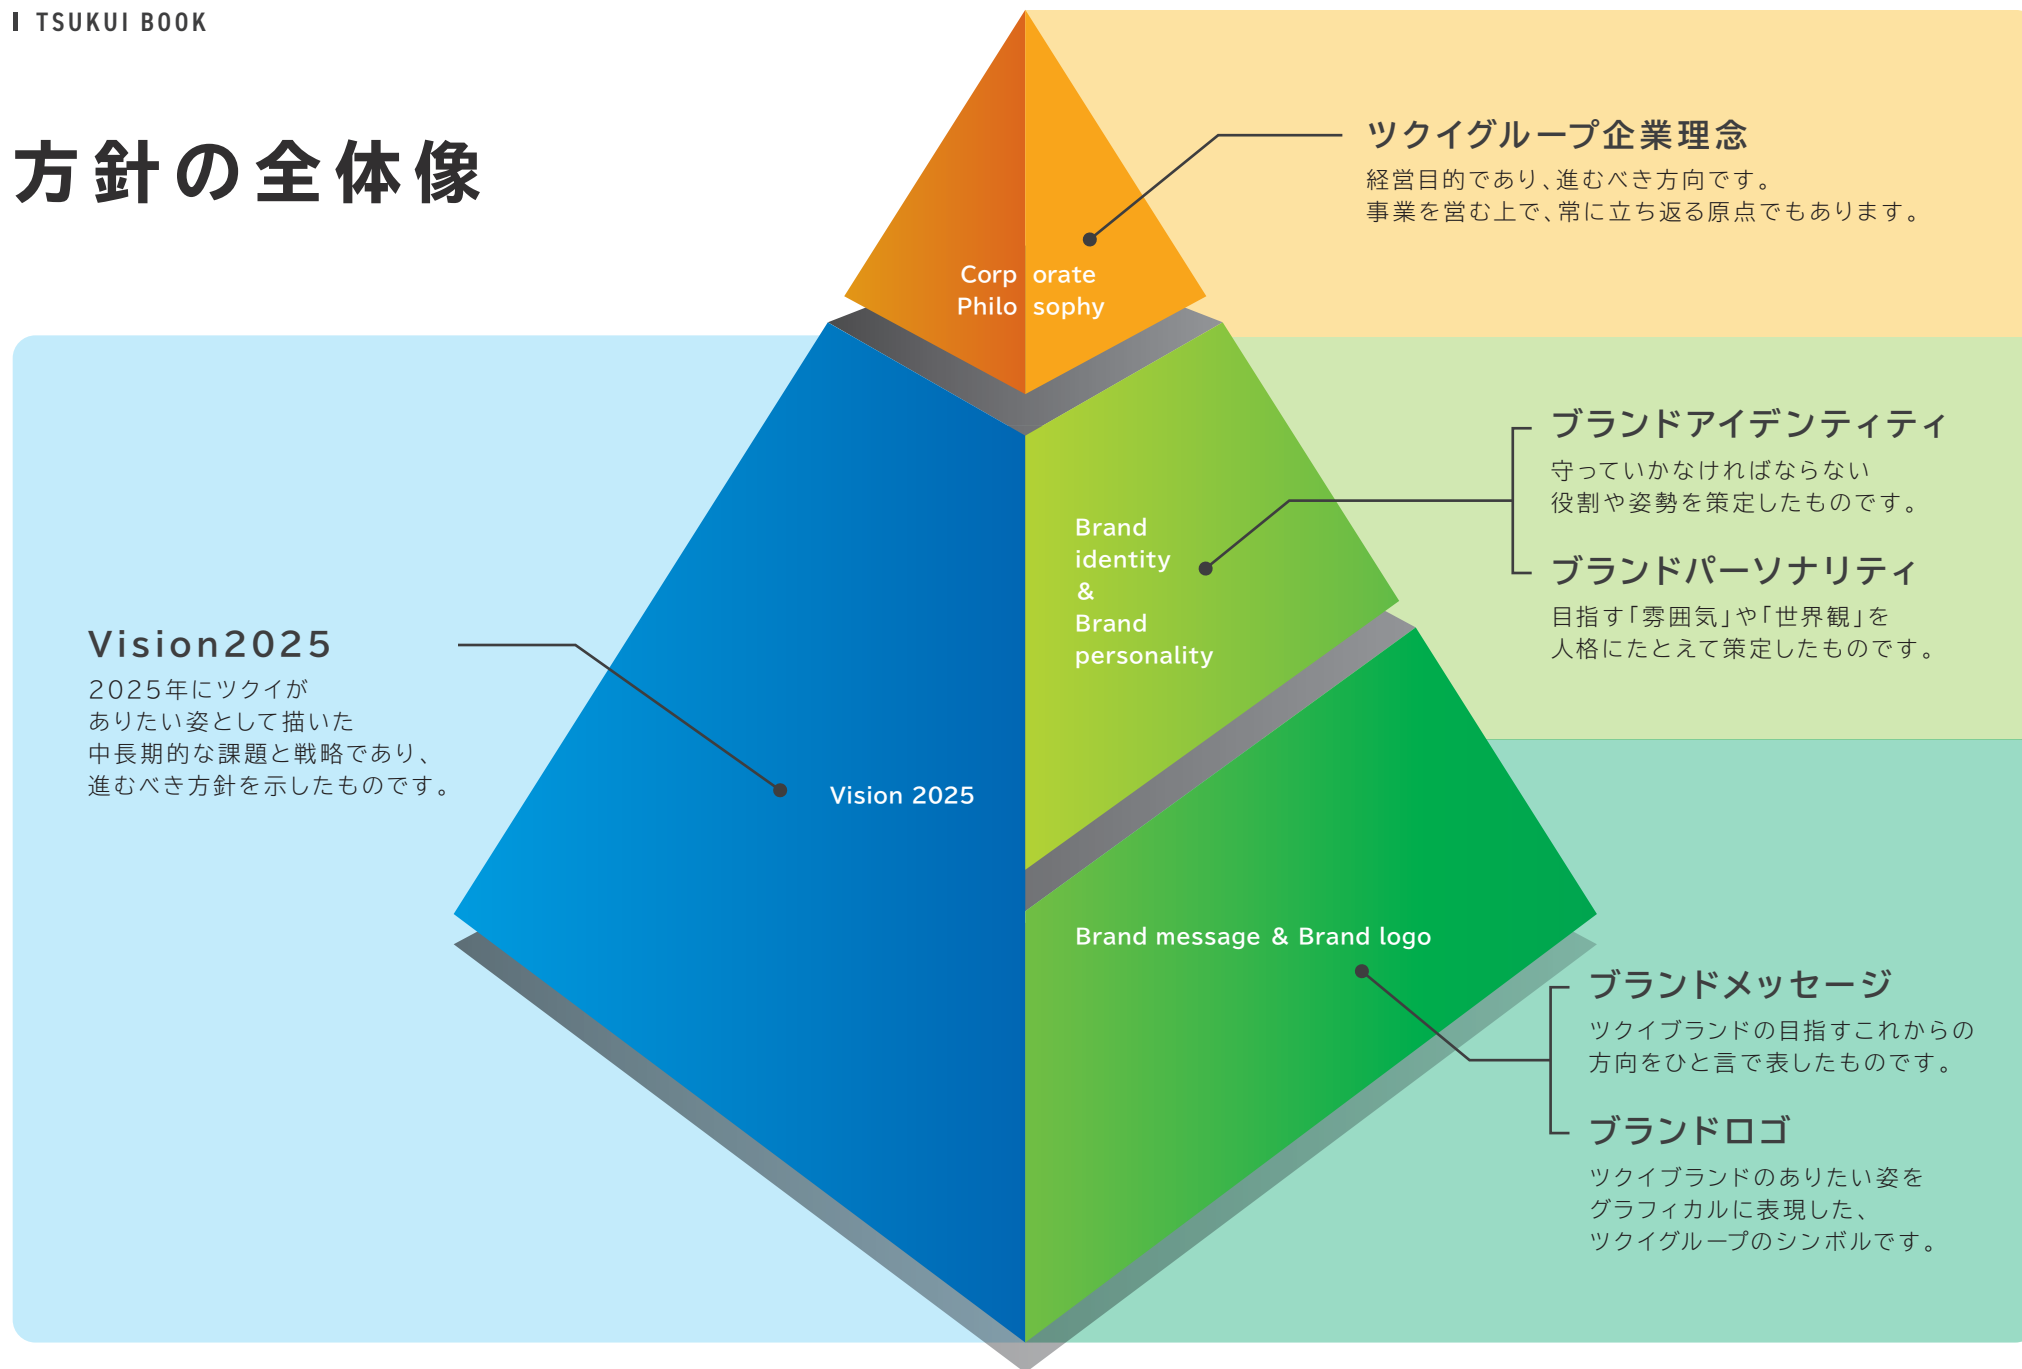 TSUKUI BOOK
方針の全体像
Corporate
Philosophy
ツクイグループ企業理念
経営目的であり、進むべき方向です。
事業を営む上で、常に立ち返る原点でもあります。
Brand
identity
&
Brand
personality
ブランドアイデンティティ
守っていかなければならない
役割や姿勢を策定したものです。
ブランドパーソナリティ
目指す「雰囲気」や「世界観」を
人格にたとえて策定したものです。
Vision2025
2025年にツクイが
ありたい姿として描いた
中長期的な課題と戦略であり、
進むべき方針を示したものです。
Vision 2025
Brand message & Brand logo
ブランドメッセージ
ツクイブランドの目指すこれからの
方向をひと言で表したものです。
ブランドロゴ
ツクイブランドのありたい姿を
グラフィカルに表現した、
ツクイグループのシンボルです。